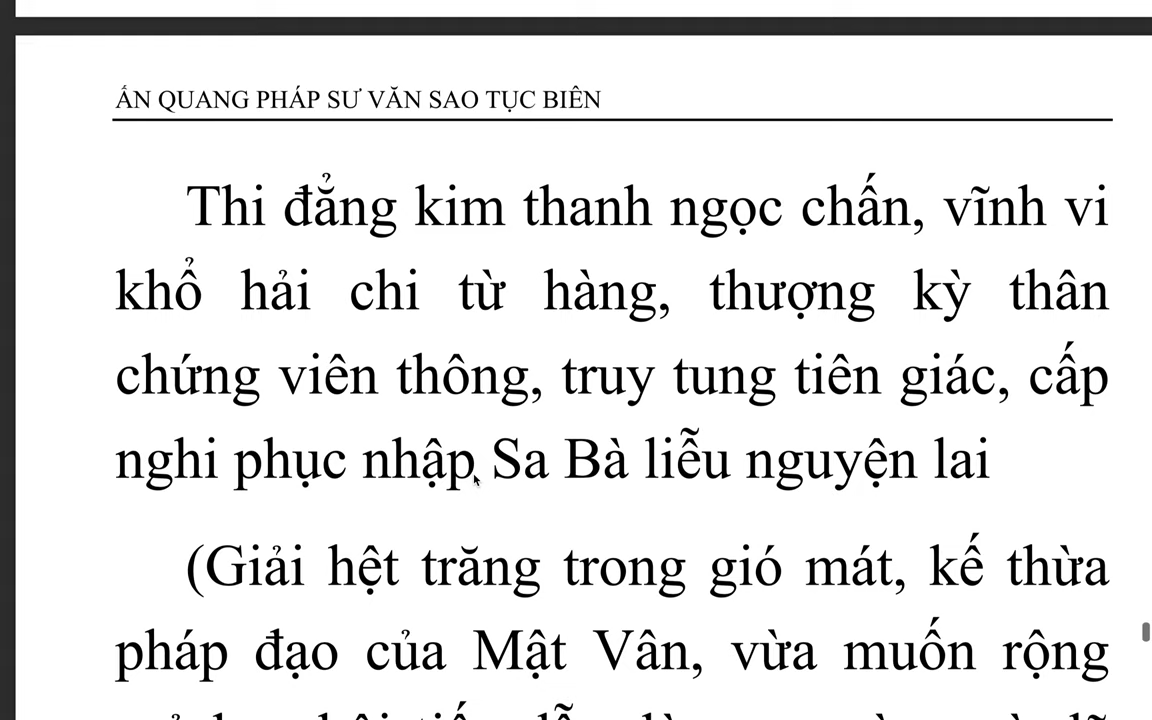 ẤN QUANG PHÁP SƯ VĂN SAO TỤC BIÊN
Thi đẳng kim thanh ngọc chấn, vĩnh vi
khổ hải chi từ hàng, thượng kỳ thân
chứng viên thông, truy tung tiên giác, cấp
nghi phục nhập Sa Bà liễu nguyện lai
(Giải hệt trăng trong gió mát, kế thừa
pháp đạo của Mật Vân, vừa muốn rộng